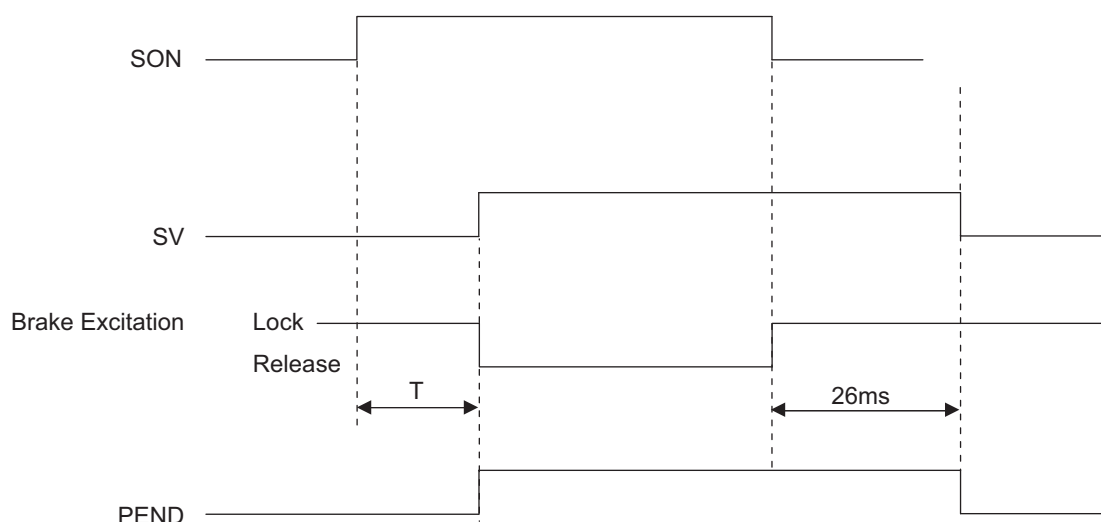 SON
SV
Brake Excitation Lock
Release
T
26ms
PEND